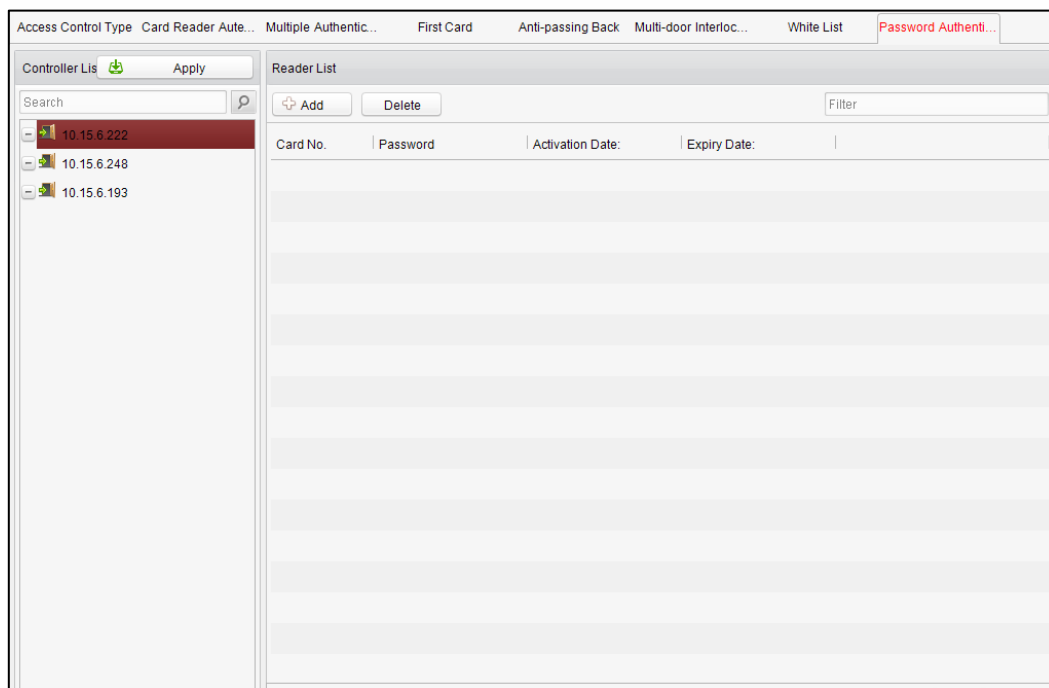 Access Control Type Card Reader Aute... Multiple Authentic... First Card Anti-passing Back Multi-door Interloc... White List Password Authenti...
Controller Lis Apply
Reader List
Search
Add Delete Filter
10.15.6.222
10.15.6.248
10.15.6.193
Card No. Password Activation Date: Expiry Date: